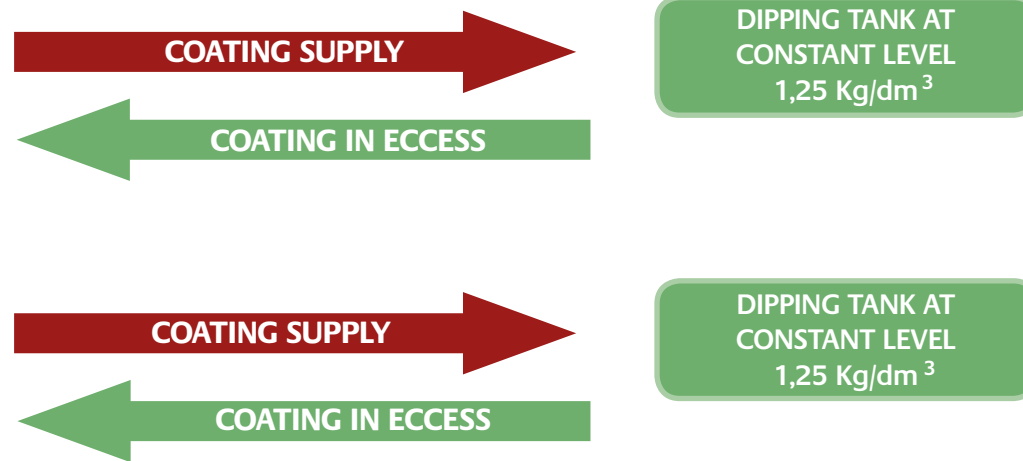 COATING SUPPLY
DIPPING TANK AT
CONSTANT LEVEL
1,25 Kg/dm³
COATING IN ECCESS
COATING SUPPLY
DIPPING TANK AT
CONSTANT LEVEL
1,25 Kg/dm³
COATING IN ECCESS